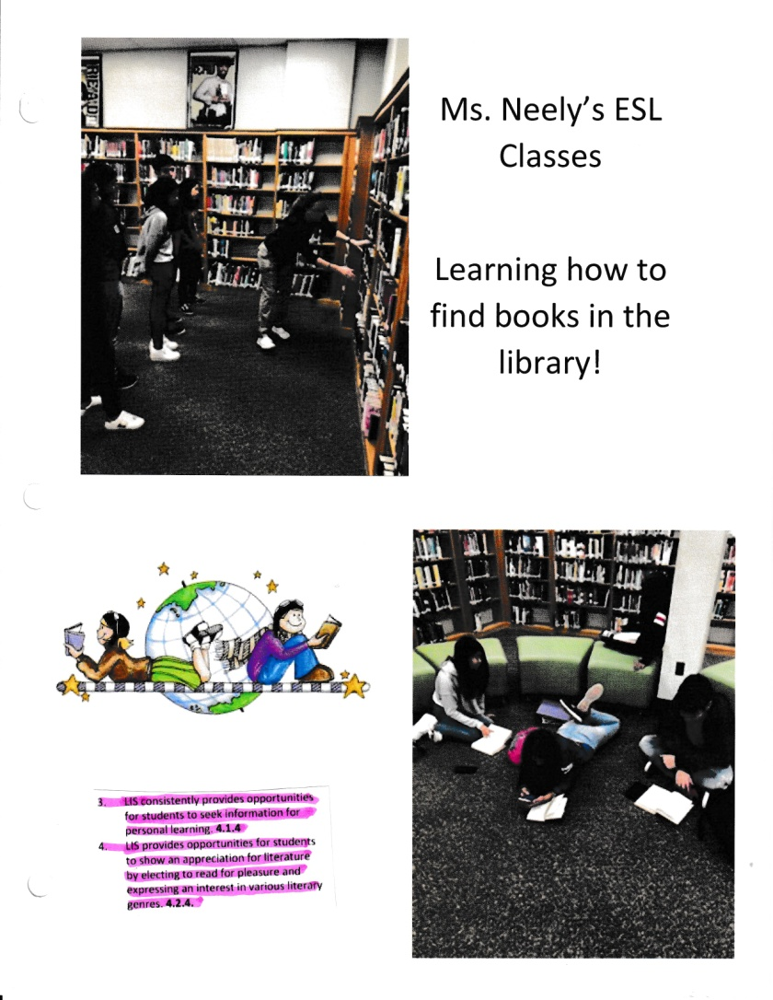 READ
Ms. Neely's ESL
Classes
Learning how to
find books in the
library!
3. LIS consistently provides opportunities
for students to seek information for
personal learning. 4.1.4
4. LIS provides opportunities for students
to show an appreciation for literature
by electing to read for pleasure and
expressing an interest in various literary
genres. 4.2.4.